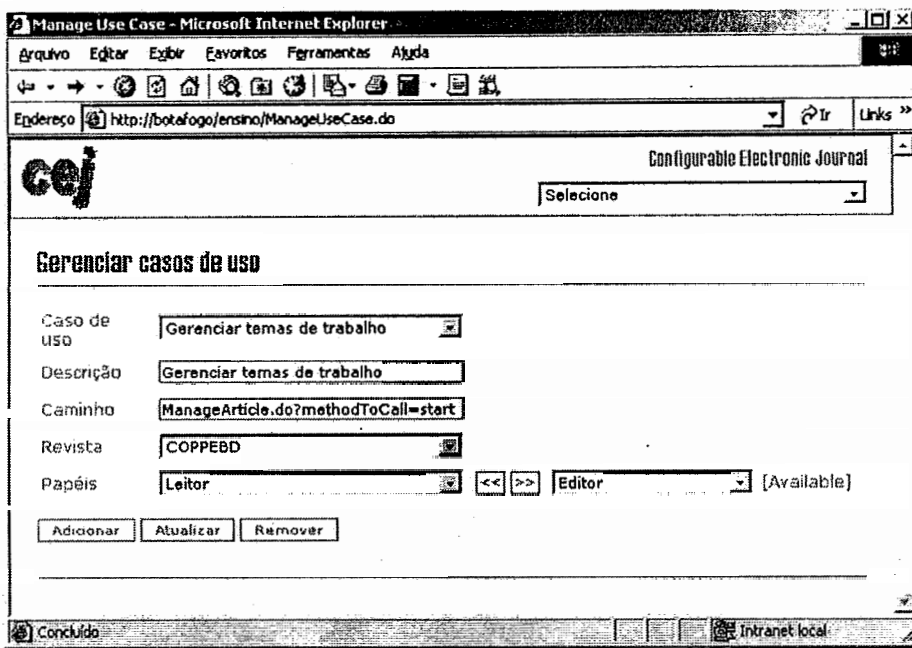 Manage Use Case - Microsoft Internet Explorer
Arquivo Editar Exibir Favoritos Ferramentas Ajuda
Endereço http://botafogo/ensino/ManageUseCase.do Ir Links »
cej
Configurable Electronic Journal
Selecione
Gerenciar casos de uso
Caso de uso Gerenciar temas de trabalho
Descrição Gerenciar temas de trabalho
Caminho ManageArticle.do?methodToCall=start
Revista COPPEBD
Papéis Leitor << >> Editor [Available]
Adicionar Atualizar Remover
Concluído Intranet local